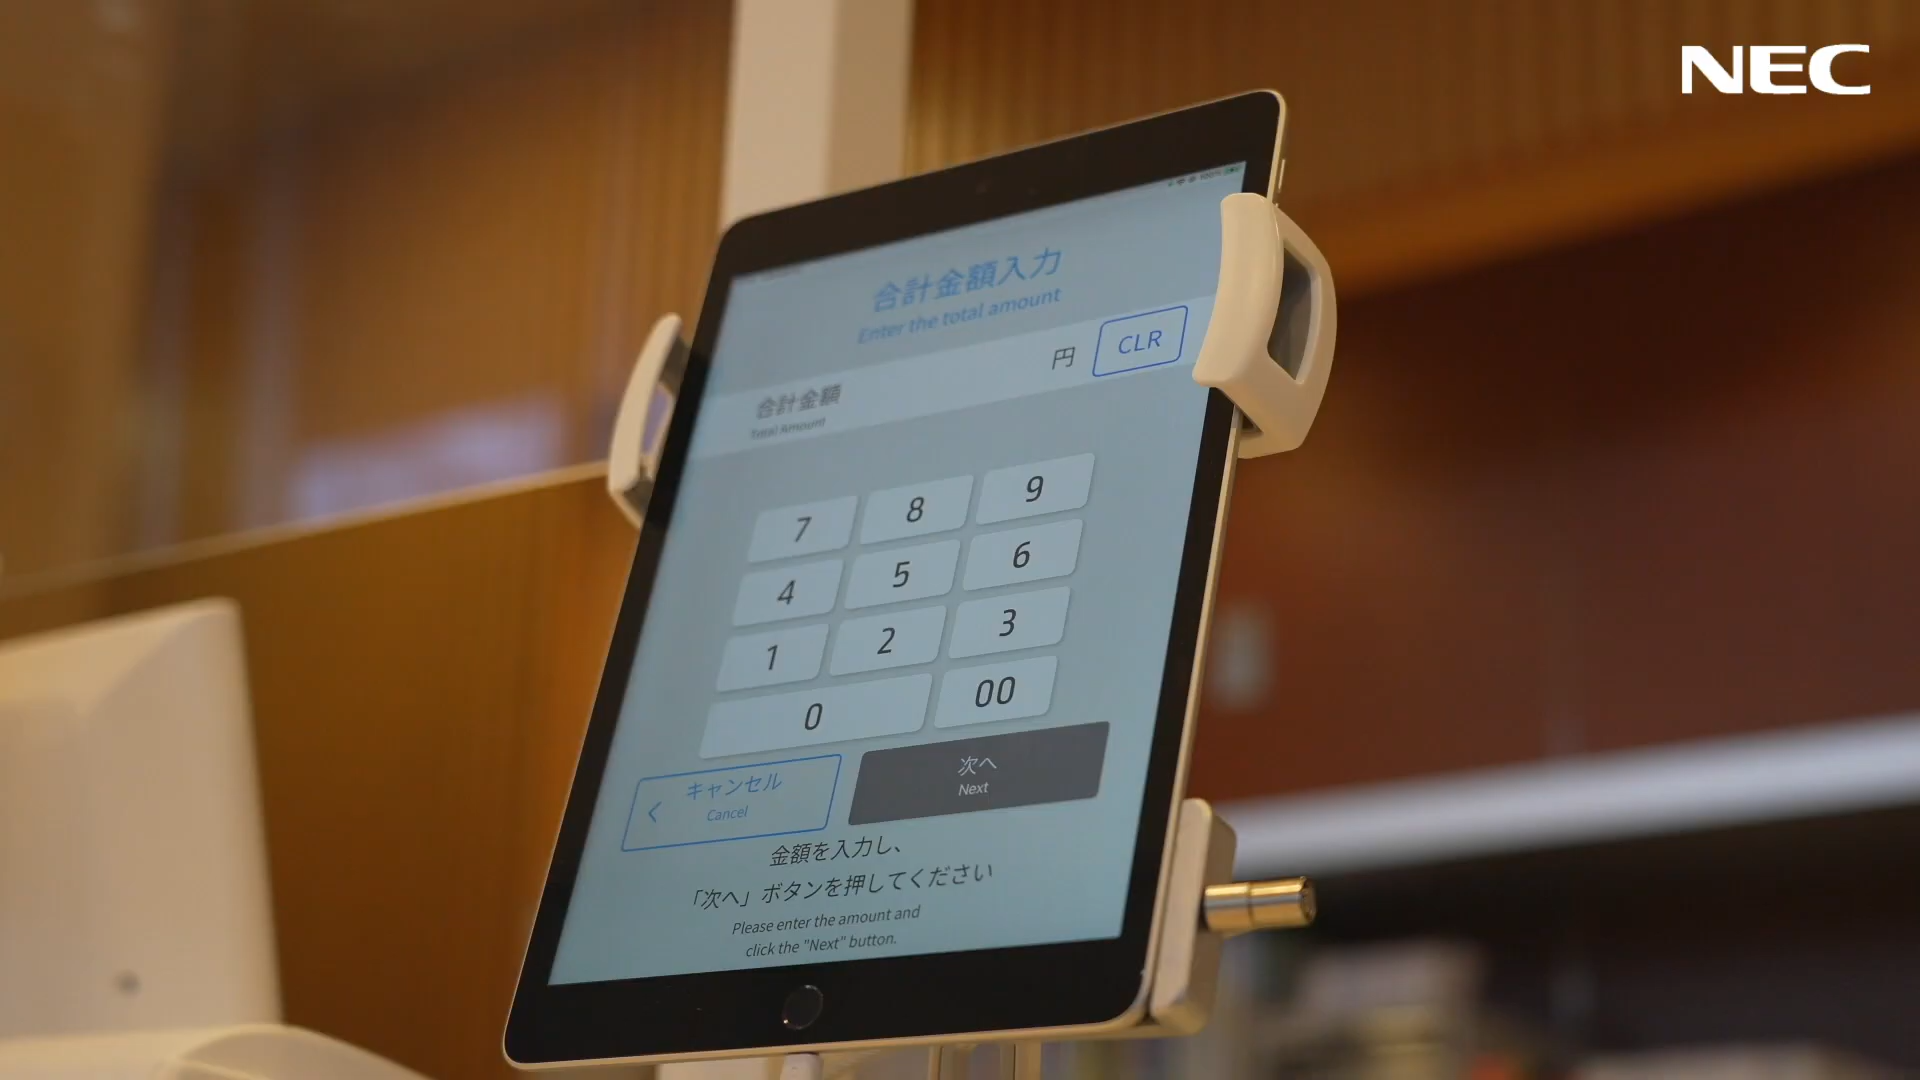 NEC
100%
合計金額入力
Enter the total amount
合計金額
Total Amount
円
CLR
7 8 9
4 5 6
1 2 3
0 00
キャンセル
Cancel
次へ
Next
金額を入力し、
「次へ」ボタンを押してください
Please enter the amount and
click the "Next" button.